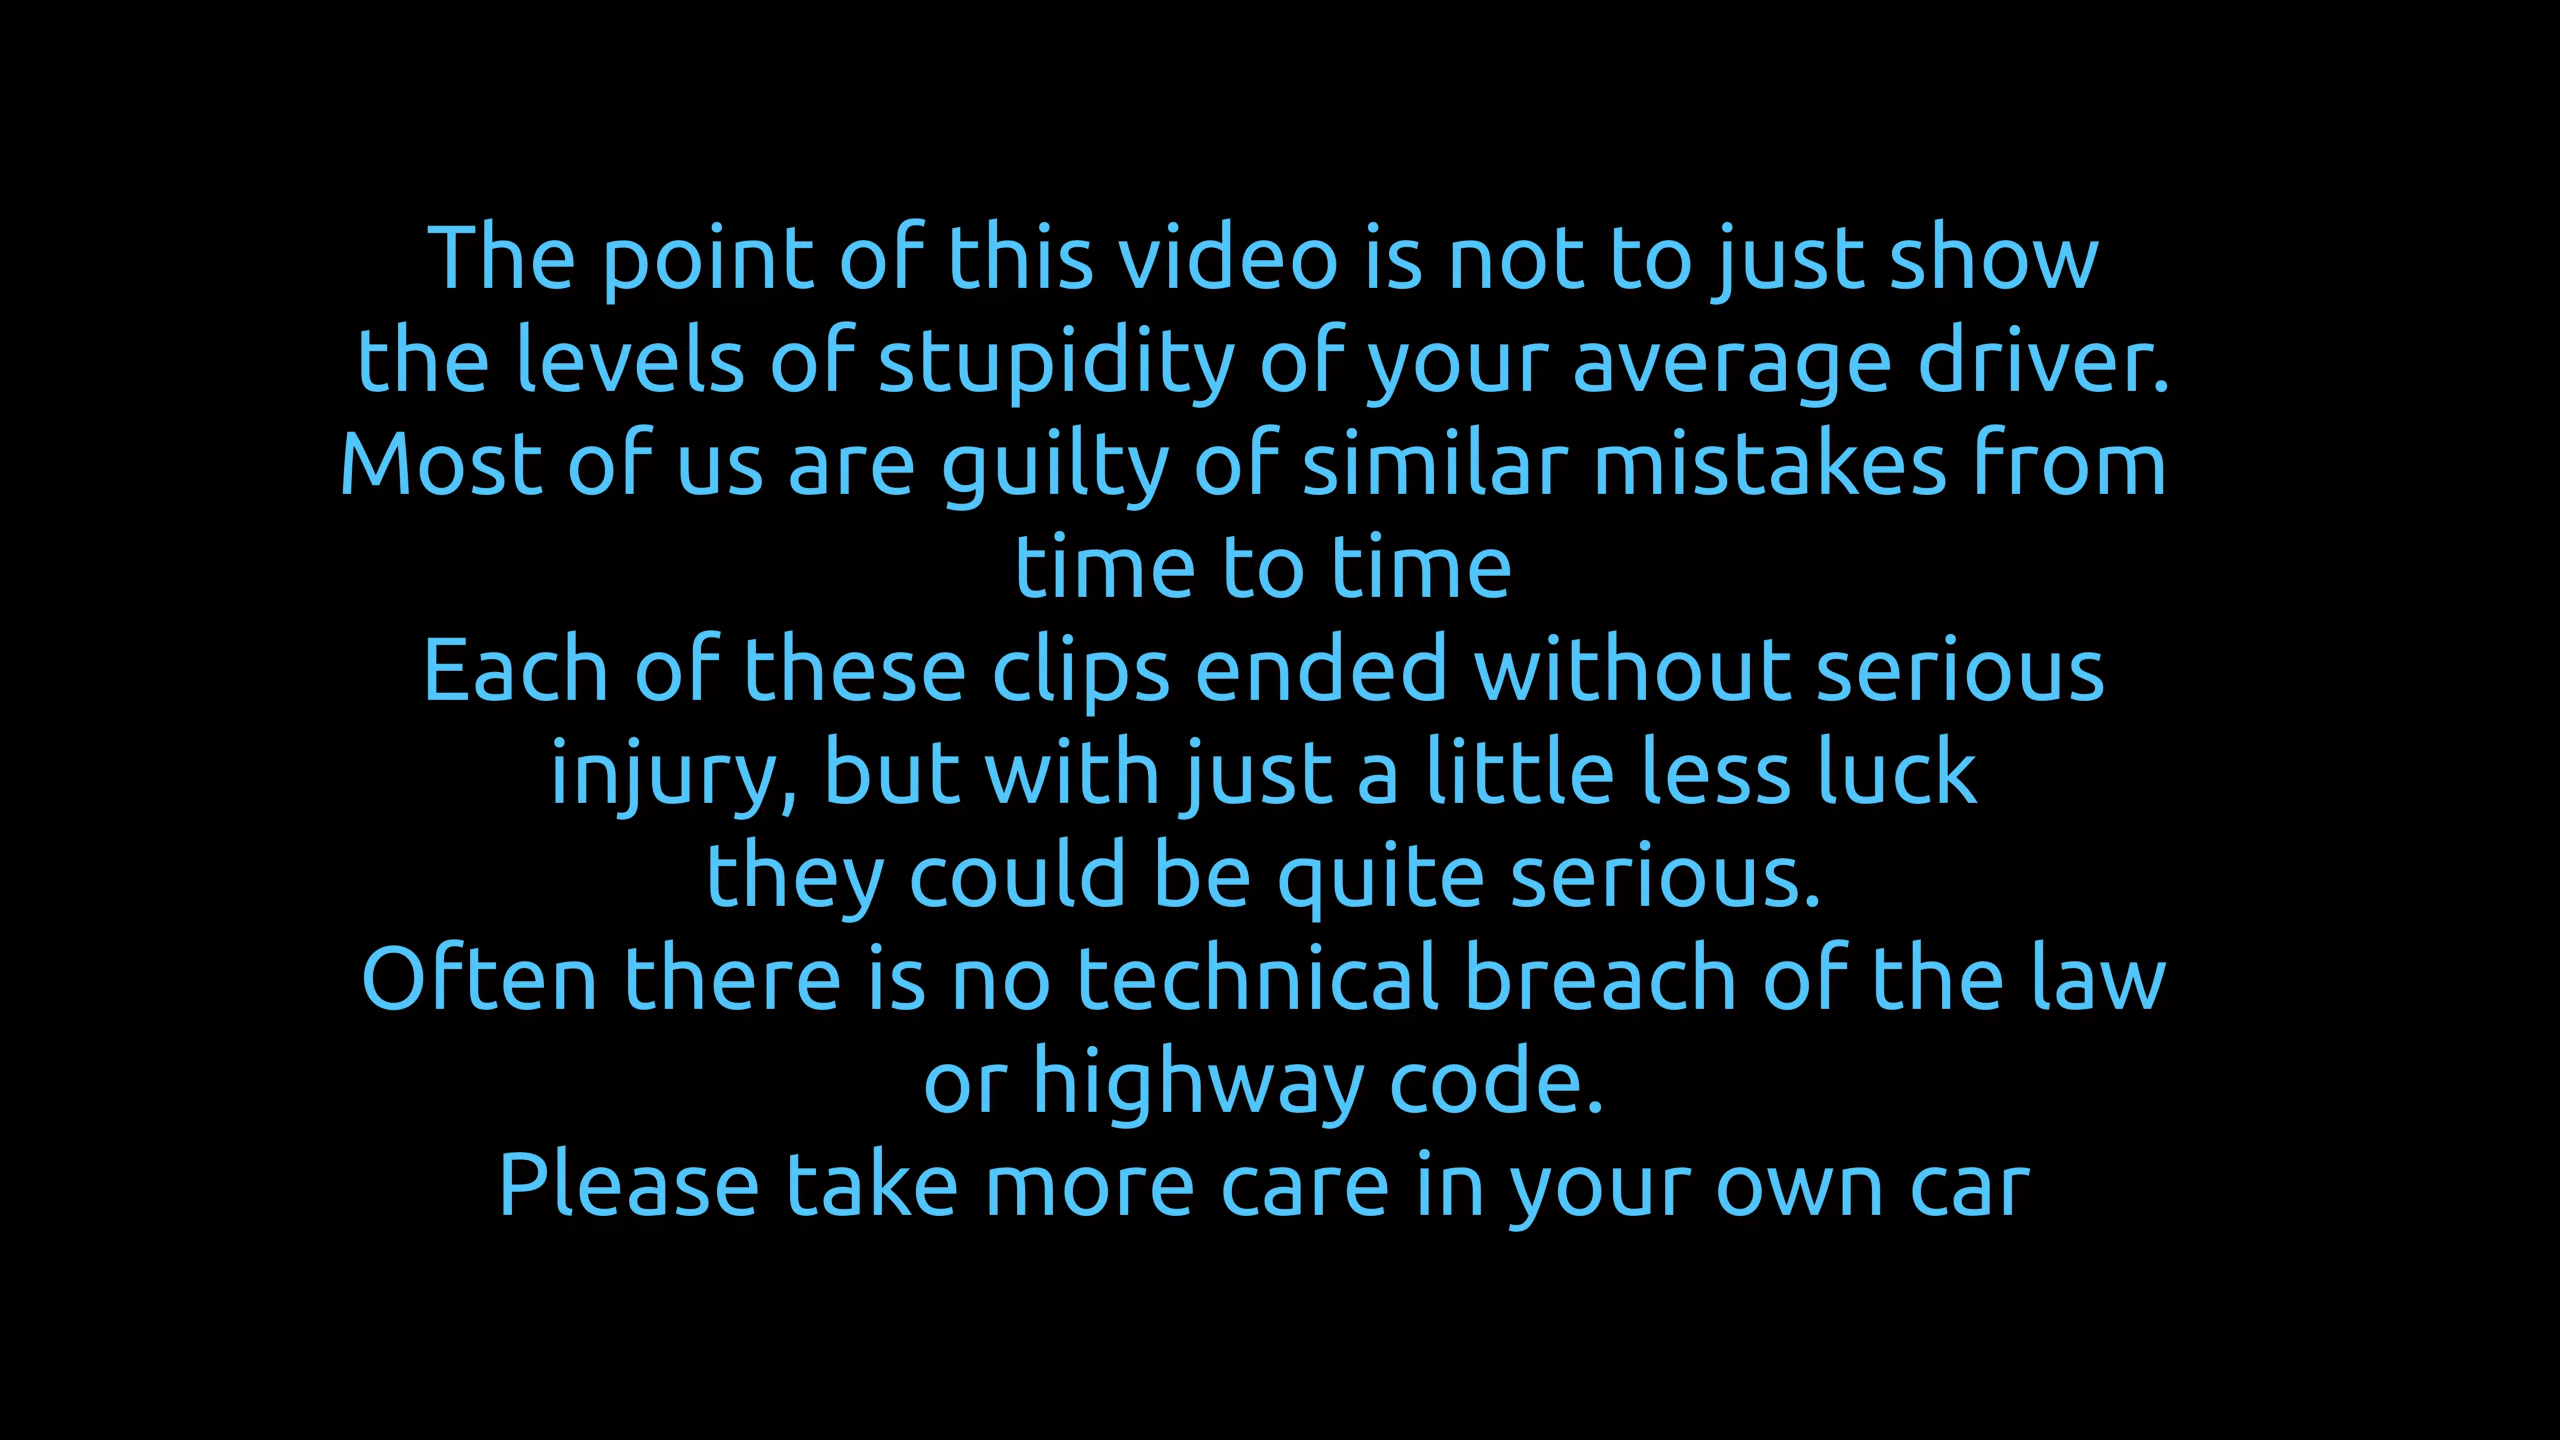 The point of this video is not to just show
the levels of stupidity of your average driver.
Most of us are guilty of similar mistakes from
time to time
Each of these clips ended without serious
injury, but with just a little less luck
they could be quite serious.
Often there is no technical breach of the law
or highway code.
Please take more care in your own car